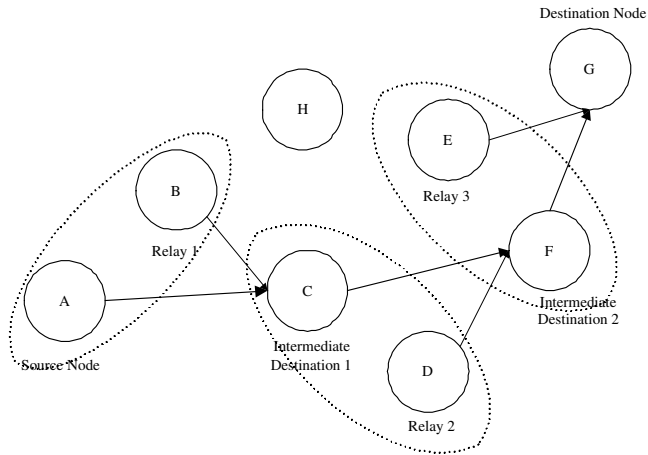 Destination Node
G
H
E
B
Relay 3
Relay 1
F
C
A
Intermediate
Destination 2
Intermediate
Destination 1
Source Node
D
Relay 2